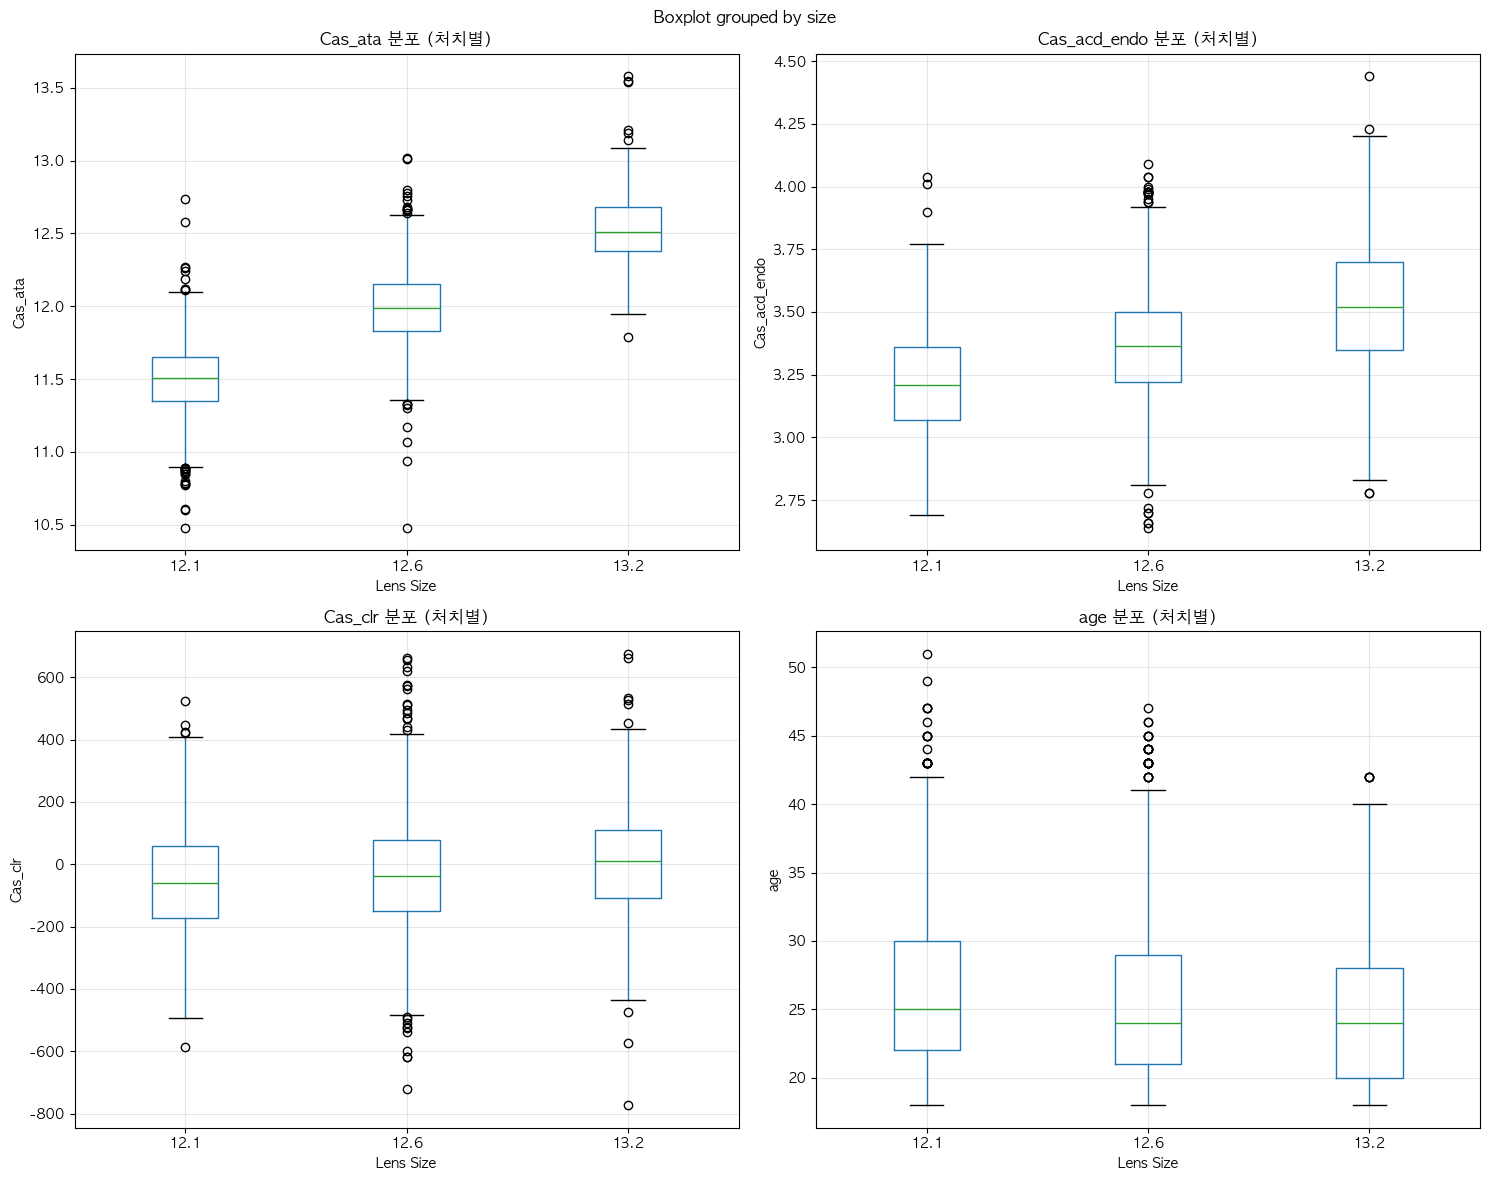 Boxplot grouped by size
Cas_ata 분포 (처치별)
13.5
13.0
12.5
12.0
11.5
11.0
10.5
Cas_ata
12.1 12.6 13.2
Lens Size
Cas_acd_endo 분포 (처치별)
4.50
4.25
4.00
3.75
3.50
3.25
3.00
2.75
Cas_acd_endo
12.1 12.6 13.2
Lens Size
Cas_clr 분포 (처치별)
600
400
200
0
-200
-400
-600
-800
Cas_clr
12.1 12.6 13.2
Lens Size
age 분포 (처치별)
50
45
40
35
30
25
20
age
12.1 12.6 13.2
Lens Size